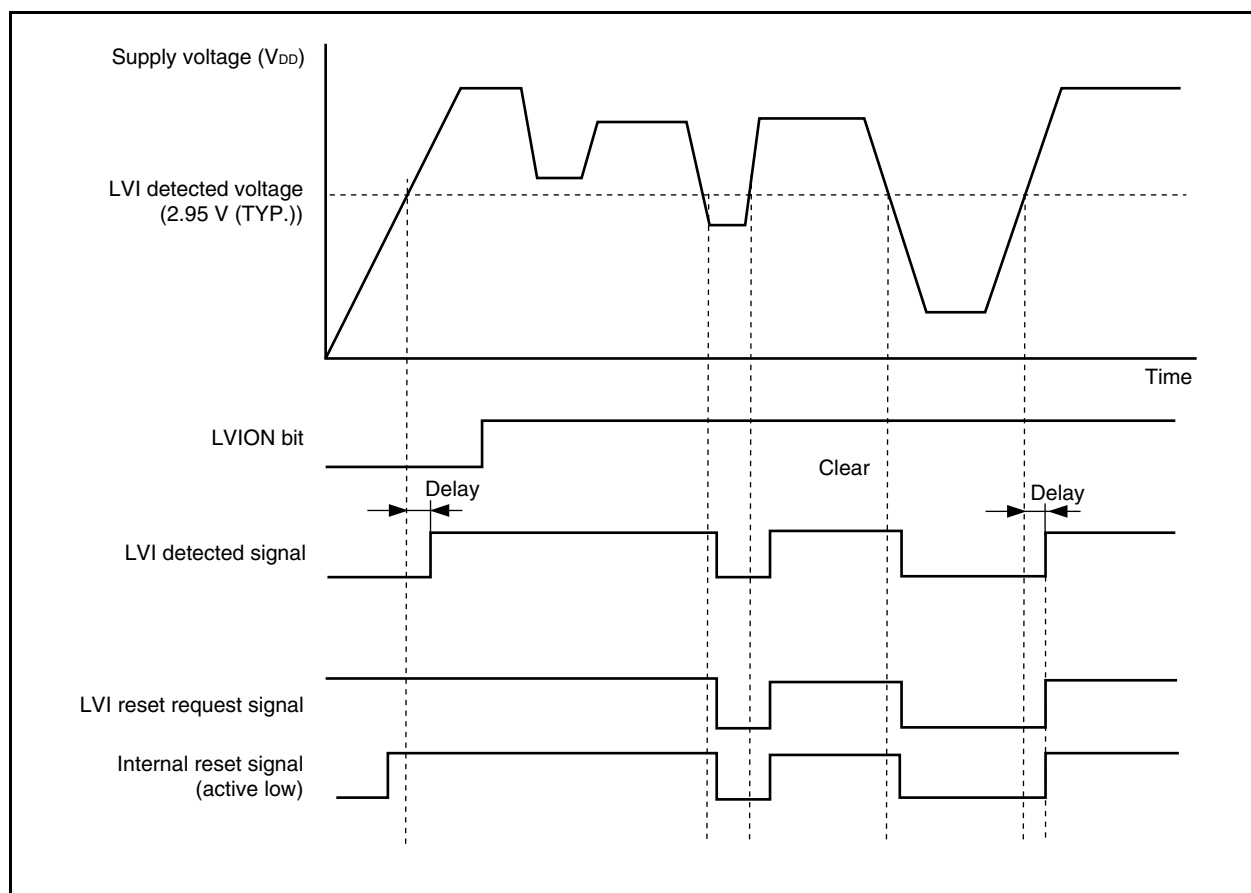 Supply voltage (VDD)
LVI detected voltage
(2.95 V (TYP.))
Time
LVION bit
Clear
Delay
Delay
LVI detected signal
LVI reset request signal
Internal reset signal
(active low)